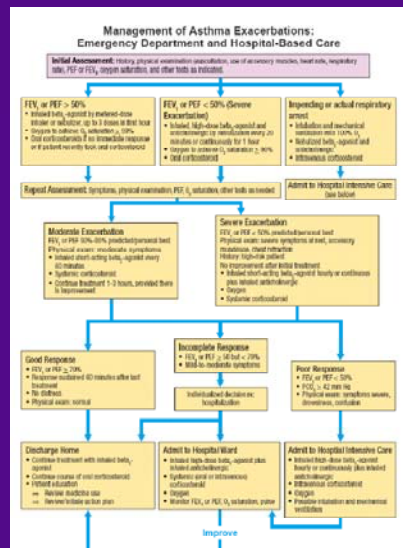 Management of Asthma Exacerbations:
Emergency Department and Hospital-Based Care
Initial Assessment: History, physical examination (auscultation, use of accessory muscles, heart rate, respiratory
rate), PEF or FEV₁, oxygen saturation, and other tests as indicated.
FEV₁ or PEF > 50%
• Inhaled beta₂-agonist by metered-dose
inhaler or nebulizer, up to 3 doses in first hour
• Oxygen to achieve O₂ saturation ≥ 90%
• Oral corticosteroids if no immediate response
or if patient recently took oral corticosteroid
FEV₁ or PEF < 50% (Severe
Exacerbation)
• Inhaled high-dose beta₂-agonist and
anticholinergic by nebulization every 20
minutes or continuously for 1 hour
• Oxygen to achieve O₂ saturation ≥ 90%
• Oral corticosteroid
Impending or actual respiratory
arrest
• Intubation and mechanical
ventilation with 100% O₂
• Nebulized beta₂-agonist and
anticholinergic
• Intravenous corticosteroid
Admit to Hospital Intensive Care
(see below)
Repeat Assessment: Symptoms, physical examination, PEF, O₂ saturation, other tests as needed
Moderate Exacerbation
FEV₁ or PEF 50%-80% predicted/personal best
Physical exam: moderate symptoms
• Inhaled short-acting beta₂-agonist every
60 minutes
• Systemic corticosteroid
• Continue treatment 1-3 hours, provided there
is improvement
Severe Exacerbation
FEV₁ or PEF < 50% predicted/personal best
Physical exam: severe symptoms at rest, accessory
muscle use, chest retraction
History: high-risk patient
No improvement after initial treatment
• Inhaled short-acting beta₂-agonist hourly or continuous
plus inhaled anticholinergic
• Oxygen
• Systemic corticosteroid
Good Response
• FEV₁ or PEF ≥ 70%
• Response sustained 60 minutes after last
treatment
• No distress
• Physical exam: normal
Incomplete Response
• FEV₁ or PEF ≥ 50 but < 70%
• Mild-to-moderate symptoms
Individualized decision re:
hospitalization
Poor Response
• FEV₁ or PEF < 50%
• PCO₂ > 42 mm Hg
• Physical exam: symptoms severe,
drowsiness, confusion
Discharge Home
• Continue treatment with inhaled beta₂-
agonist
• Continue course of oral corticosteroid
• Patient education
Review medicine use
Review/initiate action plan
Admit to Hospital Ward
• Inhaled high-dose beta₂-agonist plus
inhaled anticholinergic
• Systemic (oral or intravenous)
corticosteroid
• Oxygen
• Monitor FEV₁ or PEF, O₂ saturation, pulse
Admit to Hospital Intensive Care
• Inhaled high-dose beta₂-agonist
hourly or continuously plus inhaled
anticholinergic
• Intravenous corticosteroid
• Oxygen
• Possible intubation and mechanical
ventilation
Improve